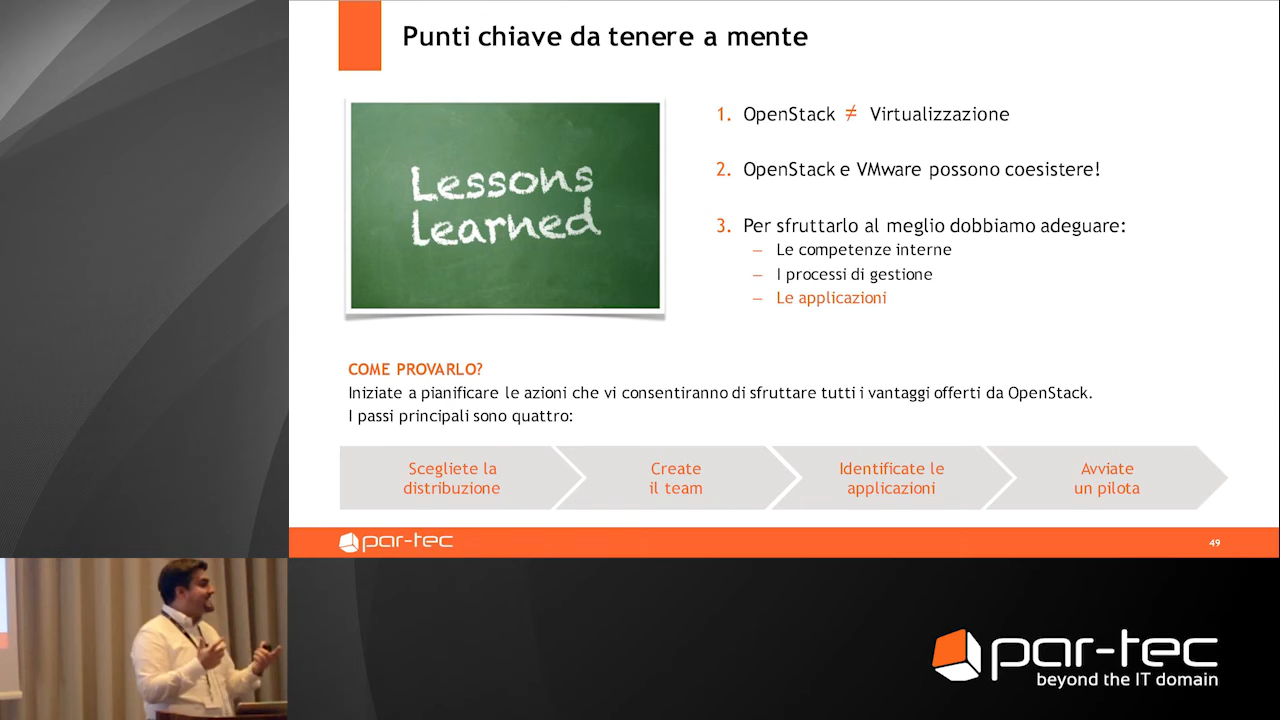 Punti chiave da tenere a mente
Lessons
learned
1. OpenStack ≠ Virtualizzazione
2. OpenStack e VMware possono coesistere!
3. Per sfruttarlo al meglio dobbiamo adeguare:
– Le competenze interne
– I processi di gestione
– Le applicazioni
COME PROVARLO?
Iniziate a pianificare le azioni che vi consentiranno di sfruttare tutti i vantaggi offerti da OpenStack.
I passi principali sono quattro:
Scegliete la
distribuzione
Create
il team
Identificate le
applicazioni
Avviate
un pilota
par-tec
49
par-tec
beyond the IT domain